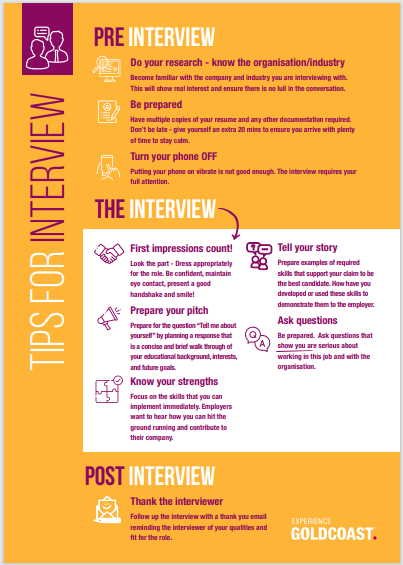 TIPS FOR INTERVIEW
PRE INTERVIEW
Do your research - know the organisation/industry
Become familiar with the company and industry you are interviewing with.
This will show real interest and ensure there is no lull in the conversation.
Be prepared
Have multiple copies of your resume and any other documentation required.
Don't be late - give yourself an extra 20 mins to ensure you arrive with plenty
of time to stay calm.
Turn your phone OFF
Putting your phone on vibrate is not good enough. The interview requires your
full attention.
THE INTERVIEW
First impressions count!
Look the part - Dress appropriately
for the role. Be confident, maintain
eye contact, present a good
handshake and smile!
Prepare your pitch
Prepare for the question "Tell me about
yourself" by planning a response that
is a concise and brief walk through of
your educational background, interests,
and future goals.
Know your strengths
Focus on the skills that you can
implement immediately. Employers
want to hear how you can hit the
ground running and contribute to
their company.
Tell your story
Prepare examples of required
skills that support your claim to be
the best candidate. How have you
developed or used these skills to
demonstrate them to the employer.
Q
A
Ask questions
Be prepared. Ask questions that
show you are serious about
working in this job and with the
organisation.
POST INTERVIEW
Thank the interviewer
Follow up the interview with a thank you email
reminding the interviewer of your qualities and
fit for the role.
EXPERIENCE
GOLDCOAST.